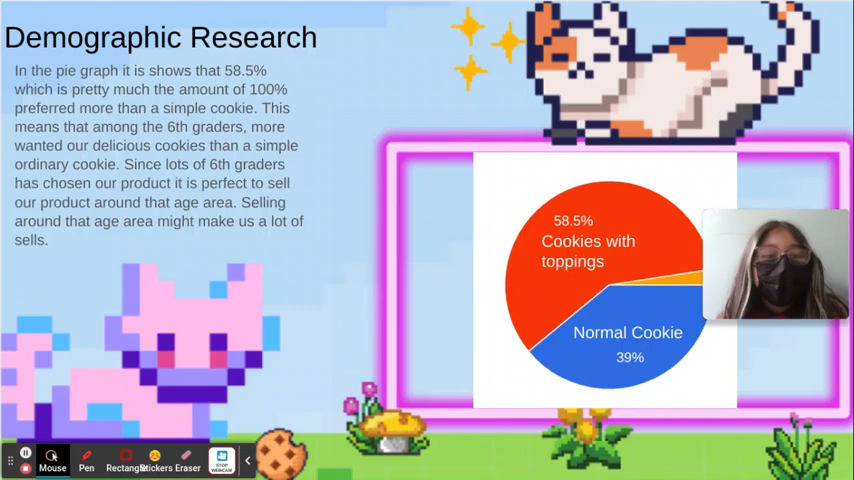 Demographic Research
In the pie graph it is shows that 58.5%
which is pretty much the amount of 100%
preferred more than a simple cookie. This
means that among the 6th graders, more
wanted our delicious cookies than a simple
ordinary cookie. Since lots of 6th graders
has chosen our product it is perfect to sell
our product around that age area. Selling
around that age area might make us a lot of
sells.
58.5%
Cookies with
toppings
Normal Cookie
39%
Mouse
Pen
Rectangle
Stickers
Eraser
STOP
WEBCAM